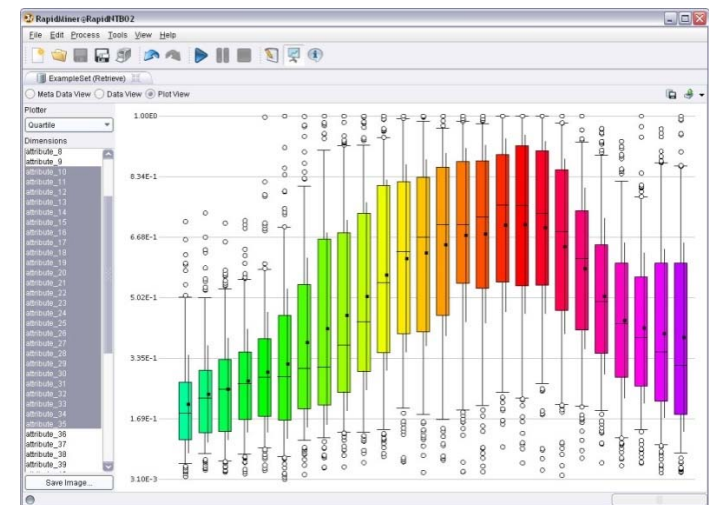 RapidMiner@RapidNTB02
File Edit Process Tools View Help
ExampleSet (Retrieve)
Meta Data View Data View Plot View
Plotter
Quartile
Dimensions
attribute_8
attribute_9
attribute_10
attribute_11
attribute_12
attribute_13
attribute_14
attribute_15
attribute_16
attribute_17
attribute_18
attribute_19
attribute_20
attribute_21
attribute_22
attribute_23
attribute_24
attribute_25
attribute_26
attribute_27
attribute_28
attribute_29
attribute_30
attribute_31
attribute_32
attribute_33
attribute_34
attribute_35
attribute_36
attribute_37
attribute_38
attribute_39
Save Image...
1.00E0
8.34E-1
6.68E-1
5.02E-1
3.35E-1
1.69E-1
3.10E-3